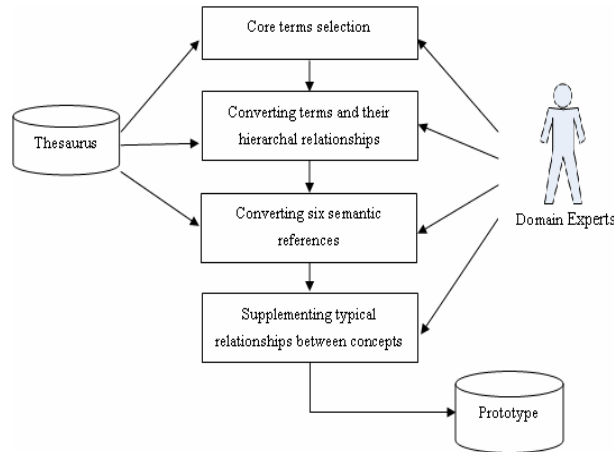 Core terms selection
Converting terms and their
hierarchal relationships
Thesaurus
Converting six semantic
references
Domain Experts
Supplementing typical
relationships between concepts
Prototype